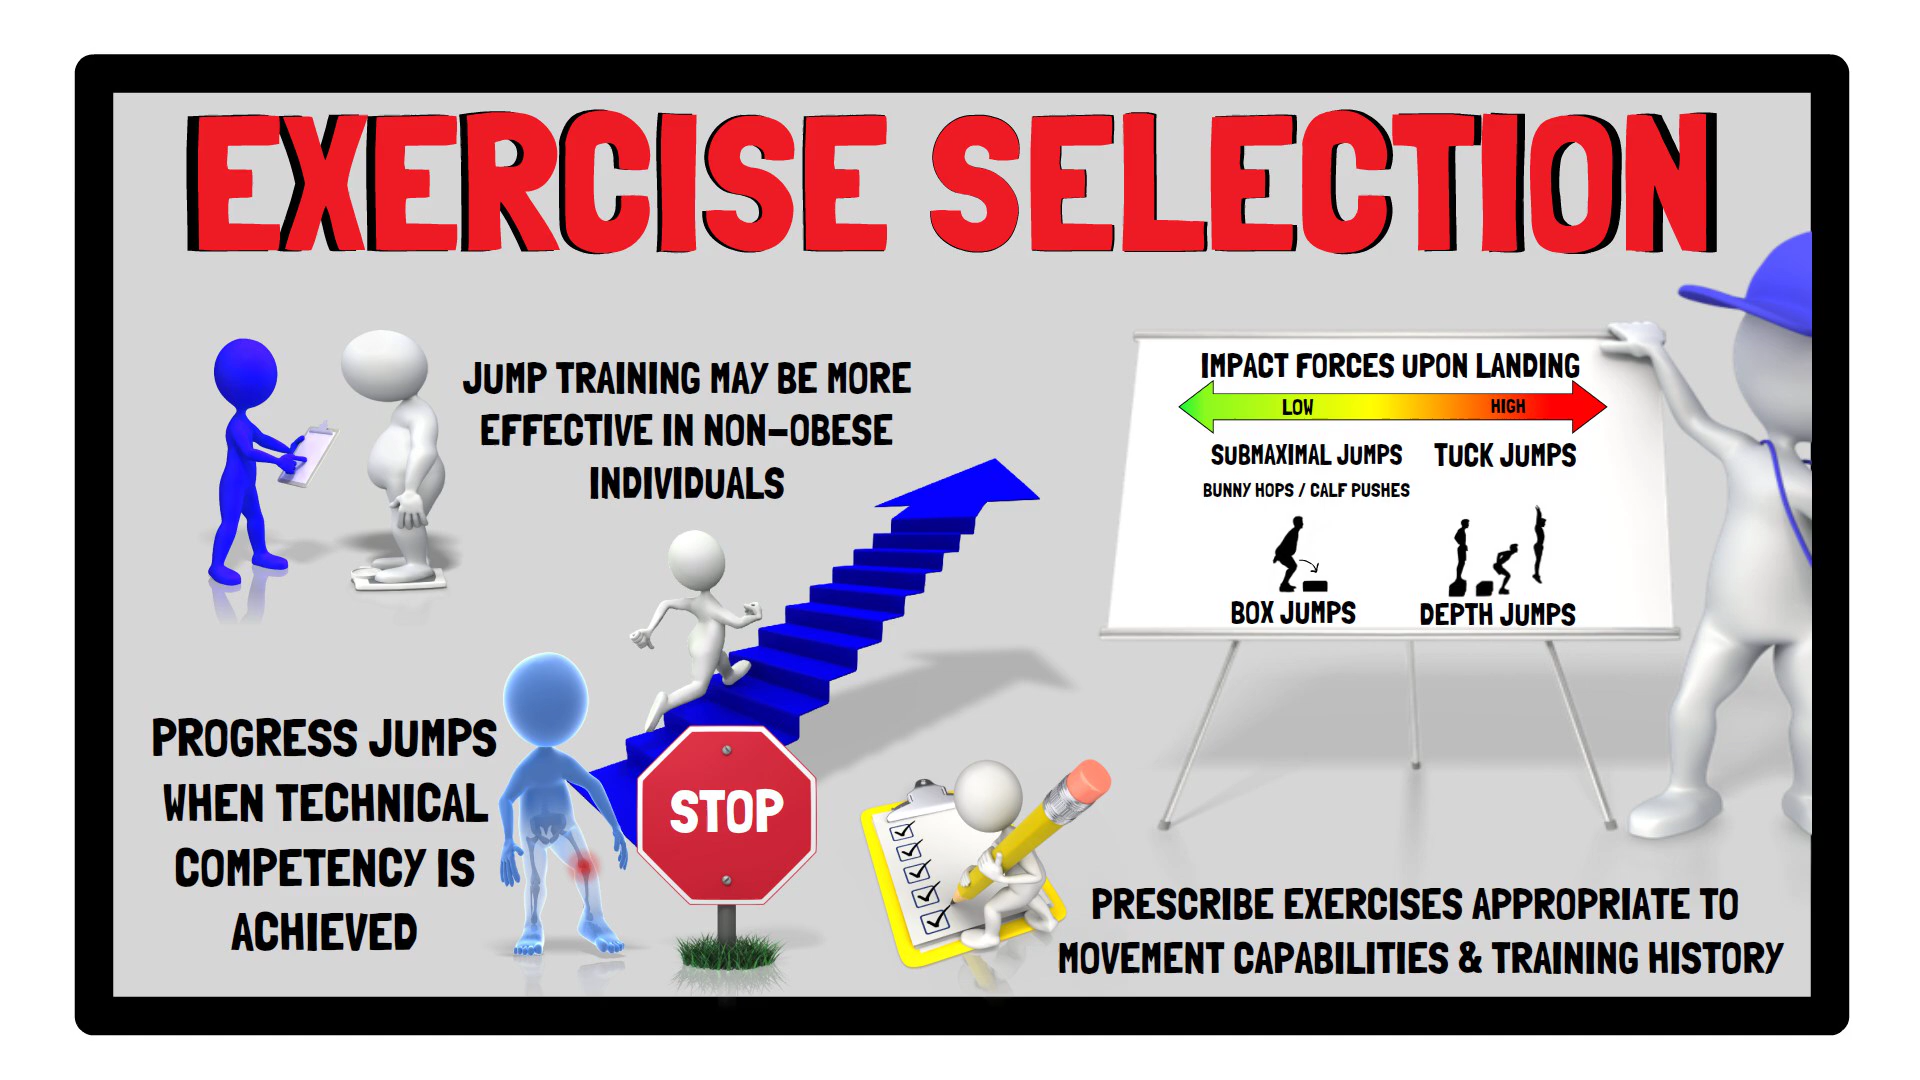 EXERCISE SELECTION
JUMP TRAINING MAY BE MORE
EFFECTIVE IN NON-OBESE
INDIVIDUALS
IMPACT FORCES UPON LANDING
LOW HIGH
SUBMAXIMAL JUMPS TUCK JUMPS
BUNNY HOPS / CALF PUSHES
BOX JUMPS DEPTH JUMPS
PROGRESS JUMPS
WHEN TECHNICAL
COMPETENCY IS
ACHIEVED
STOP
PRESCRIBE EXERCISES APPROPRIATE TO
MOVEMENT CAPABILITIES & TRAINING HISTORY